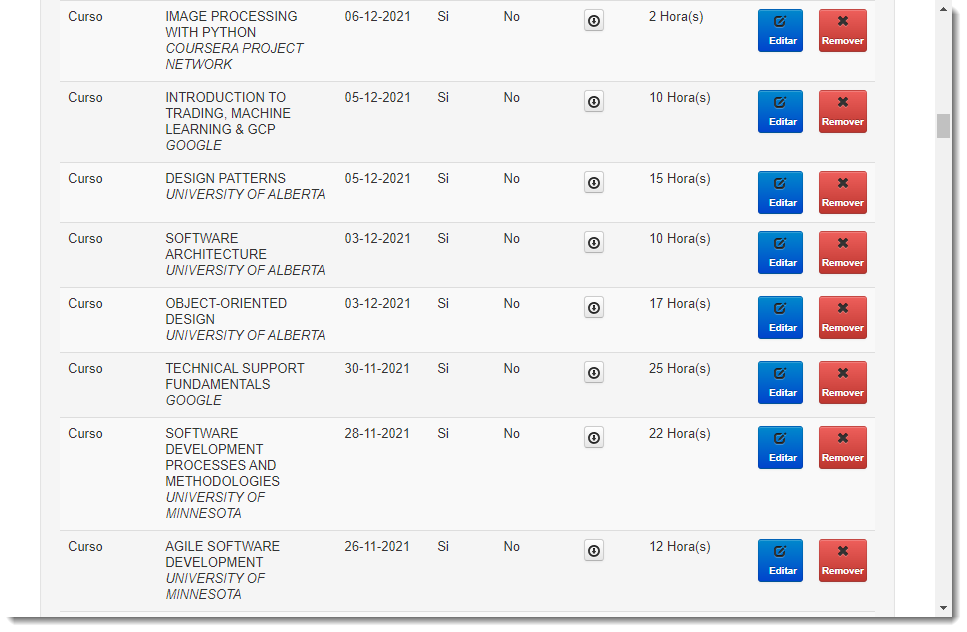 Curso IMAGE PROCESSING 06-12-2021 Si No 2 Hora(s)
WITH PYTHON
COURSERA PROJECT
NETWORK
Editar Remover
Curso INTRODUCTION TO 05-12-2021 Si No 10 Hora(s)
TRADING, MACHINE
LEARNING & GCP
GOOGLE
Editar Remover
Curso DESIGN PATTERNS 05-12-2021 Si No 15 Hora(s)
UNIVERSITY OF ALBERTA
Editar Remover
Curso SOFTWARE 03-12-2021 Si No 10 Hora(s)
ARCHITECTURE
UNIVERSITY OF ALBERTA
Editar Remover
Curso OBJECT-ORIENTED 03-12-2021 Si No 17 Hora(s)
DESIGN
UNIVERSITY OF ALBERTA
Editar Remover
Curso TECHNICAL SUPPORT 30-11-2021 Si No 25 Hora(s)
FUNDAMENTALS
GOOGLE
Editar Remover
Curso SOFTWARE 28-11-2021 Si No 22 Hora(s)
DEVELOPMENT
PROCESSES AND
METHODOLOGIES
UNIVERSITY OF
MINNESOTA
Editar Remover
Curso AGILE SOFTWARE 26-11-2021 Si No 12 Hora(s)
DEVELOPMENT
UNIVERSITY OF
MINNESOTA
Editar Remover